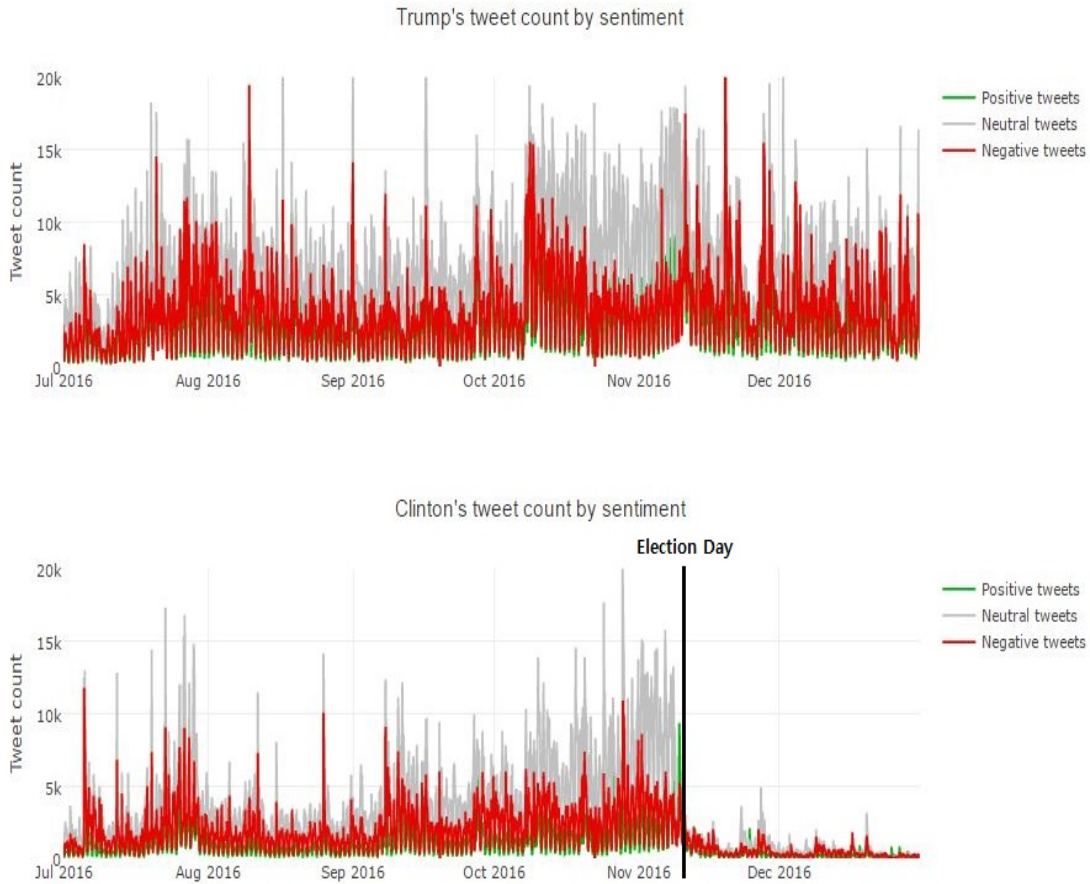 Trump's tweet count by sentiment
20k
15k
10k
5k
0
Tweet count
Jul 2016 Aug 2016 Sep 2016 Oct 2016 Nov 2016 Dec 2016
Positive tweets
Neutral tweets
Negative tweets
Clinton's tweet count by sentiment
Election Day
20k
15k
10k
5k
0
Tweet count
Jul 2016 Aug 2016 Sep 2016 Oct 2016 Nov 2016 Dec 2016
Positive tweets
Neutral tweets
Negative tweets